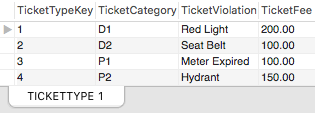 TicketTypeKey TicketCategory TicketViolation TicketFee
1 D1 Red Light 200.00
2 D2 Seat Belt 100.00
3 P1 Meter Expired 100.00
4 P2 Hydrant 150.00
TICKETTYPE 1